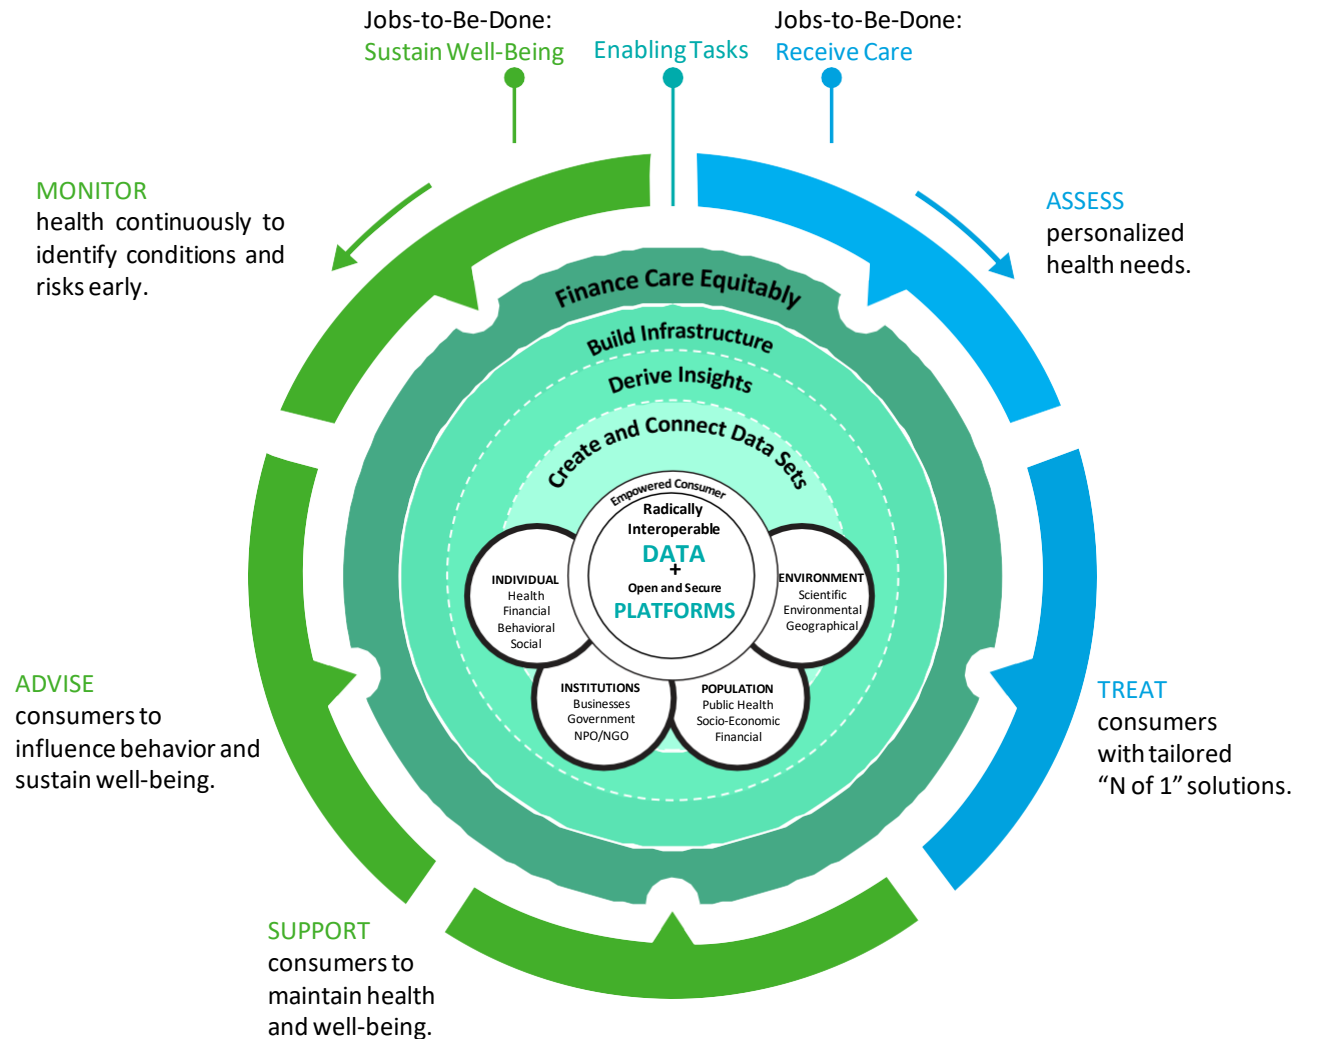 Jobs-to-Be-Done:
Sustain Well-Being
Enabling Tasks
Jobs-to-Be-Done:
Receive Care
MONITOR
health continuously to
identify conditions and
risks early.
ASSESS
personalized
health needs.
Finance Care Equitably
Build Infrastructure
Derive Insights
Create and Connect Data Sets
Empowered Consumer
Radically
Interoperable
DATA
+
Open and Secure
PLATFORMS
INDIVIDUAL
Health
Financial
Behavioral
Social
ENVIRONMENT
Scientific
Environmental
Geographical
INSTITUTIONS
Businesses
Government
NPO/NGO
POPULATION
Public Health
Socio-Economic
Financial
ADVISE
consumers to
influence behavior and
sustain well-being.
TREAT
consumers
with tailored
“N of 1” solutions.
SUPPORT
consumers to
maintain health
and well-being.